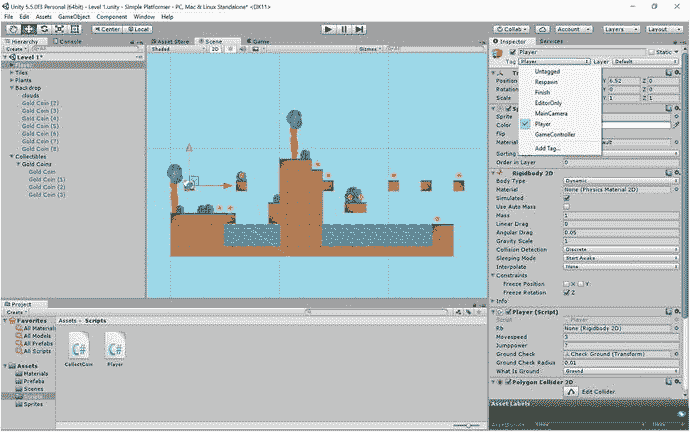 Unity 5.5.0f3 Personal (64bit) - Level 1.unity - Simple Platformer - PC, Mac & Linux Standalone* <DX11>
File Edit Assets GameObject Component Window Help
Center Local Collab Account Layers Layout
Hierarchy Console
Create
Level 1*
Player
Tiles
Plants
Backdrop
clouds
Gold Coin (2)
Gold Coin (3)
Gold Coin (4)
Gold Coin (5)
Gold Coin (6)
Gold Coin (7)
Gold Coin (8)
Collectibles
Gold Coins
Gold Coin
Gold Coin (1)
Gold Coin (2)
Gold Coin (3)
Asset Store Scene Game
Shaded 2D Gizmos All
Project
Create
Favorites
All Materials
All Models
All Prefabs
All Scripts
Assets
Materials
Prefabs
Scenes
Scripts
Sprites
Assets Scripts
CollectCoin Player
Inspector Services
Player Static
Tag Player Layer Default
Untagged
Respawn
Finish
EditorOnly
MainCamera
Player
GameController
Add Tag...
Position Y 6.52 Z 0
Rotation Y 0 Z 0
Scale Y 1 Z 1
Sprite
Color
Flip
Material
Sorting
Order in Layer 0
Rigidbody 2D
Body Type Dynamic
Material None (Physics Material 2D)
Simulated
Use Auto Mass
Mass 1
Linear Drag 0
Angular Drag 0.05
Gravity Scale 1
Collision Detection Discrete
Sleeping Mode Start Awake
Interpolate None
Constraints
Freeze Position X Y
Freeze Rotation Z
Info
Player (Script)
Script Player
Rb None (Rigidbody 2D)
Movespeed 3
Jumppower 7
Ground Check Check Ground (Transform)
Ground Check Radius 0.01
What Is Ground Ground
Polygon Collider 2D
Edit Collider
Asset Labels